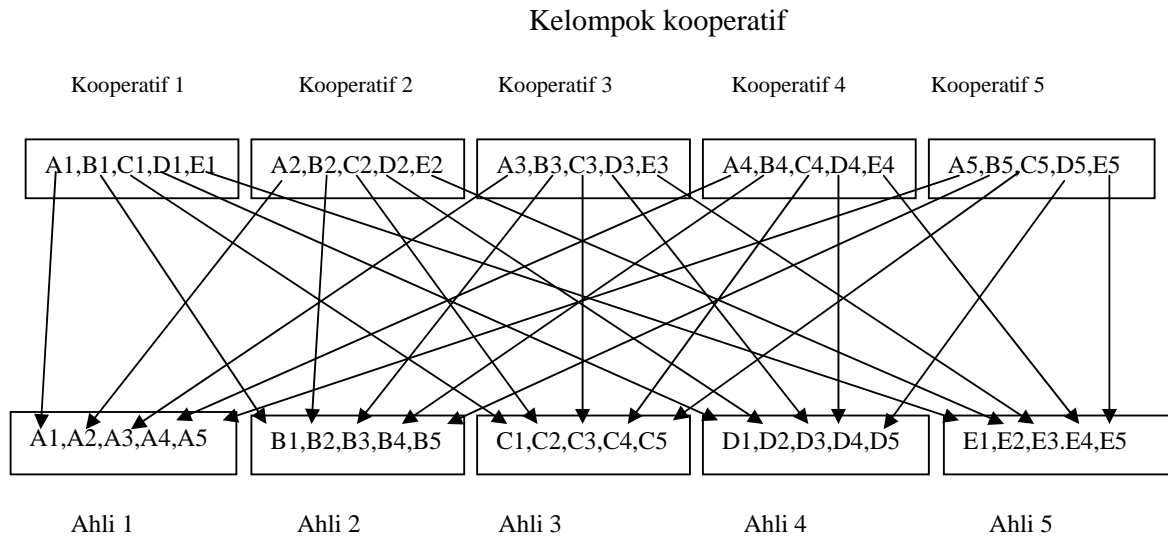 Kelompok kooperatif
Kooperatif 1 Kooperatif 2 Kooperatif 3 Kooperatif 4 Kooperatif 5
A1,B1,C1,D1,E1 A2,B2,C2,D2,E2 A3,B3,C3,D3,E3 A4,B4,C4,D4,E4 A5,B5,C5,D5,E5
A1,A2,A3,A4,A5 B1,B2,B3,B4,B5 C1,C2,C3,C4,C5 D1,D2,D3,D4,D5 E1,E2,E3.E4,E5
Ahli 1 Ahli 2 Ahli 3 Ahli 4 Ahli 5